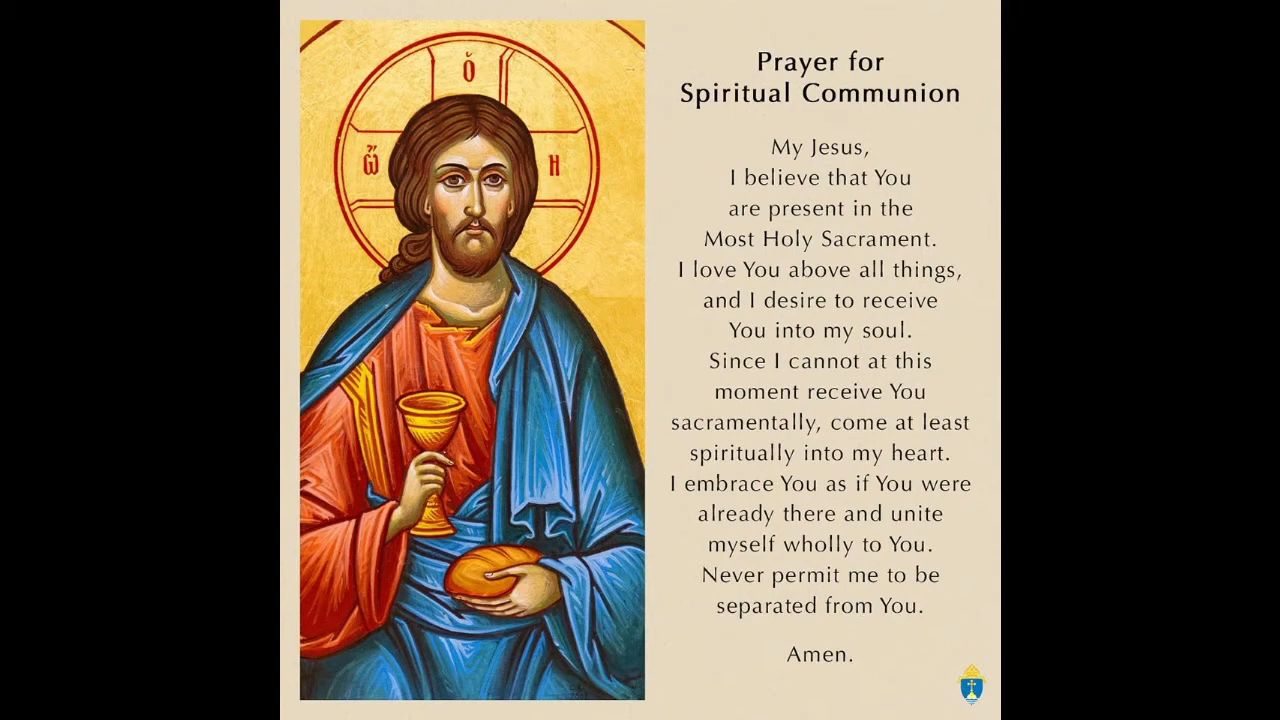 ὁ
ὢ
Η
Prayer for
Spiritual Communion
My Jesus,
I believe that You
are present in the
Most Holy Sacrament.
I love You above all things,
and I desire to receive
You into my soul.
Since I cannot at this
moment receive You
sacramentally, come at least
spiritually into my heart.
I embrace You as if You were
already there and unite
myself wholly to You.
Never permit me to be
separated from You.
Amen.